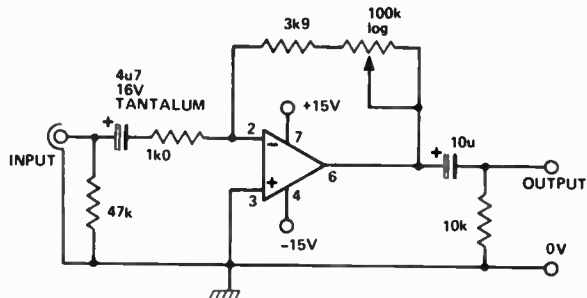 3k9
100k
log
4u7
16V
TANTALUM
+
+15V
INPUT
1k0
2
7
-
+
3
4
6
+
10u
OUTPUT
47k
-15V
10k
0V